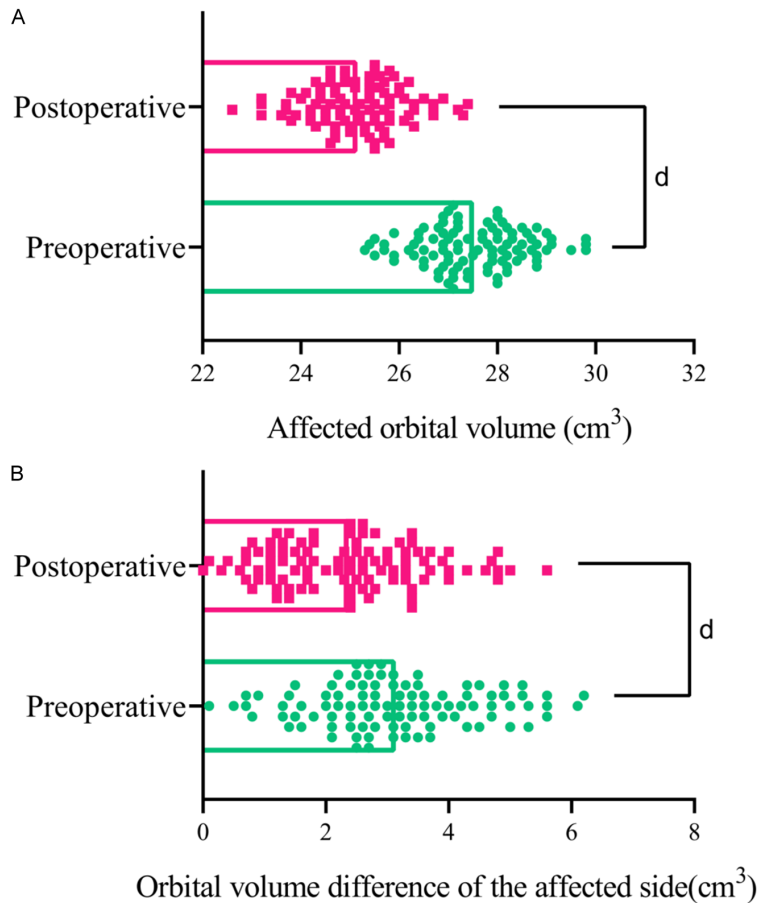 A
Postoperative
d
Preoperative
22 24 26 28 30 32
Affected orbital volume (cm³)
B
Postoperative
d
Preoperative
0 2 4 6 8
Orbital volume difference of the affected side(cm³)